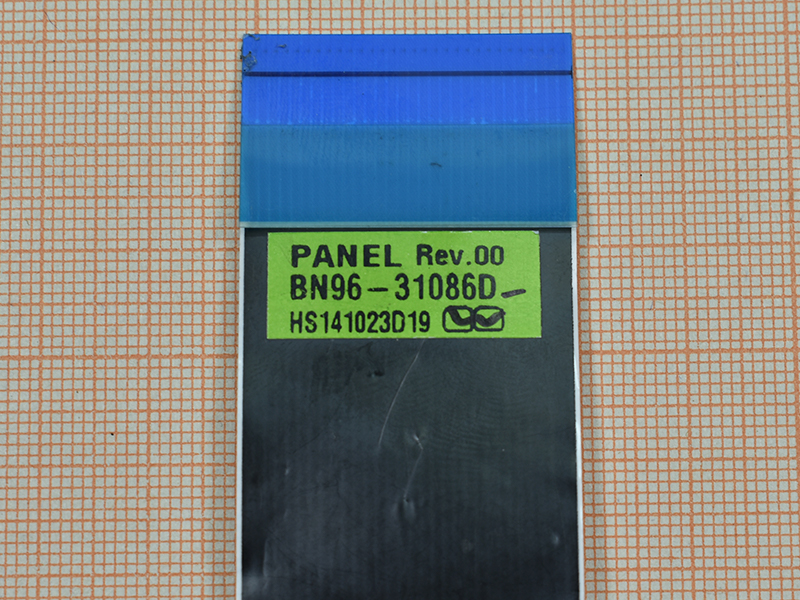 PANEL Rev.00
BN96-31086D
HS141023D19